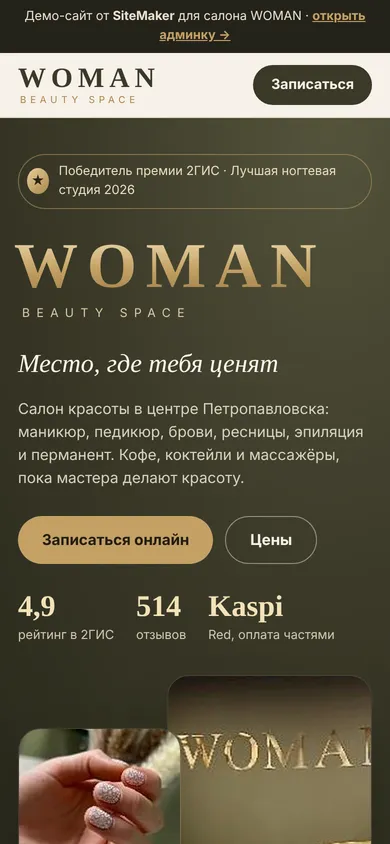 Демо-сайт от SiteMaker для салона WOMAN · открыть
админку →
WOMAN
BEAUTY SPACE
Записаться
Победитель премии 2ГИС · Лучшая ногтевая
студия 2026
WOMAN
BEAUTY SPACE
Место, где тебя ценят
Салон красоты в центре Петропавловска:
маникюр, педикюр, брови, ресницы, эпиляция
и перманент. Кофе, коктейли и массажёры,
пока мастера делают красоту.
Записаться онлайн
Цены
4,9
рейтинг в 2ГИС
514
отзывов
Kaspi
Red, оплата частями
WOMAN